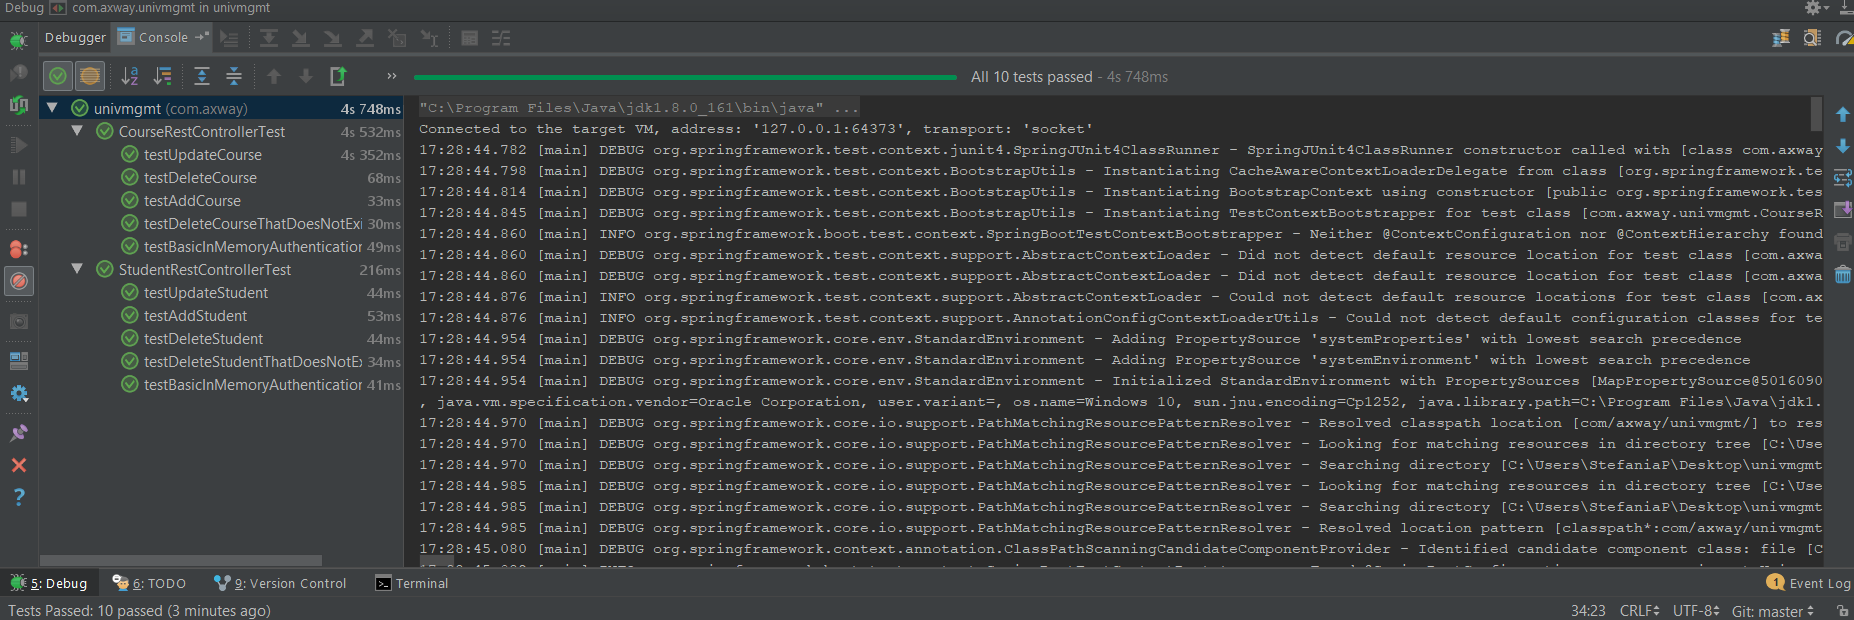 Debug com.axway.univmgmt in univmgmt
Debugger Console
All 10 tests passed - 4s 748ms
univmgmt (com.axway) 4s 748ms
CourseRestControllerTest 4s 532ms
testUpdateCourse 4s 352ms
testDeleteCourse 68ms
testAddCourse 33ms
testDeleteCourseThatDoesNotExi 30ms
testBasicInMemoryAuthentication 49ms
StudentRestControllerTest 216ms
testUpdateStudent 44ms
testAddStudent 53ms
testDeleteStudent 44ms
testDeleteStudentThatDoesNotEx 34ms
testBasicInMemoryAuthentication 41ms
"C:\Program Files\Java\jdk1.8.0_161\bin\java" ...
Connected to the target VM, address: '127.0.0.1:64373', transport: 'socket'
17:28:44.782 [main] DEBUG org.springframework.test.context.junit4.SpringJUnit4ClassRunner - SpringJUnit4ClassRunner constructor called with [class com.axway
17:28:44.798 [main] DEBUG org.springframework.test.context.BootstrapUtils - Instantiating CacheAwareContextLoaderDelegate from class [org.springframework.te
17:28:44.814 [main] DEBUG org.springframework.test.context.BootstrapUtils - Instantiating BootstrapContext using constructor [public org.springframework.tes
17:28:44.845 [main] DEBUG org.springframework.test.context.BootstrapUtils - Instantiating TestContextBootstrapper for test class [com.axway.univmgmt.CourseR
17:28:44.860 [main] INFO org.springframework.boot.test.context.SpringBootTestContextBootstrapper - Neither @ContextConfiguration nor @ContextHierarchy found
17:28:44.860 [main] DEBUG org.springframework.test.context.support.AbstractContextLoader - Did not detect default resource location for test class [com.axwa
17:28:44.860 [main] DEBUG org.springframework.test.context.support.AbstractContextLoader - Did not detect default resource location for test class [com.axwa
17:28:44.876 [main] INFO org.springframework.test.context.support.AbstractContextLoader - Could not detect default resource locations for test class [com.ax
17:28:44.876 [main] INFO org.springframework.test.context.support.AnnotationConfigContextLoaderUtils - Could not detect default configuration classes for te
17:28:44.954 [main] DEBUG org.springframework.core.env.StandardEnvironment - Adding PropertySource 'systemProperties' with lowest search precedence
17:28:44.954 [main] DEBUG org.springframework.core.env.StandardEnvironment - Adding PropertySource 'systemEnvironment' with lowest search precedence
17:28:44.954 [main] DEBUG org.springframework.core.env.StandardEnvironment - Initialized StandardEnvironment with PropertySources [MapPropertySource@5016090
, java.vm.specification.vendor=Oracle Corporation, user.variant=, os.name=Windows 10, sun.jnu.encoding=Cp1252, java.library.path=C:\Program Files\Java\jdk1.
17:28:44.970 [main] DEBUG org.springframework.core.io.support.PathMatchingResourcePatternResolver - Resolved classpath location [com/axway/univmgmt/] to res
17:28:44.970 [main] DEBUG org.springframework.core.io.support.PathMatchingResourcePatternResolver - Looking for matching resources in directory tree [C:\Use
17:28:44.970 [main] DEBUG org.springframework.core.io.support.PathMatchingResourcePatternResolver - Searching directory [C:\Users\StefaniaP\Desktop\univmgmt
17:28:44.985 [main] DEBUG org.springframework.core.io.support.PathMatchingResourcePatternResolver - Looking for matching resources in directory tree [C:\Use
17:28:44.985 [main] DEBUG org.springframework.core.io.support.PathMatchingResourcePatternResolver - Searching directory [C:\Users\StefaniaP\Desktop\univmgmt
17:28:44.985 [main] DEBUG org.springframework.core.io.support.PathMatchingResourcePatternResolver - Resolved location pattern [classpath*:com/axway/univmgmt
17:28:45.080 [main] DEBUG org.springframework.context.annotation.ClassPathScanningCandidateComponentProvider - Identified candidate component class: file [C
5: Debug 6: TODO 9: Version Control Terminal 1 Event Log
Tests Passed: 10 passed (3 minutes ago) 34:23 CRLF UTF-8 Git: master